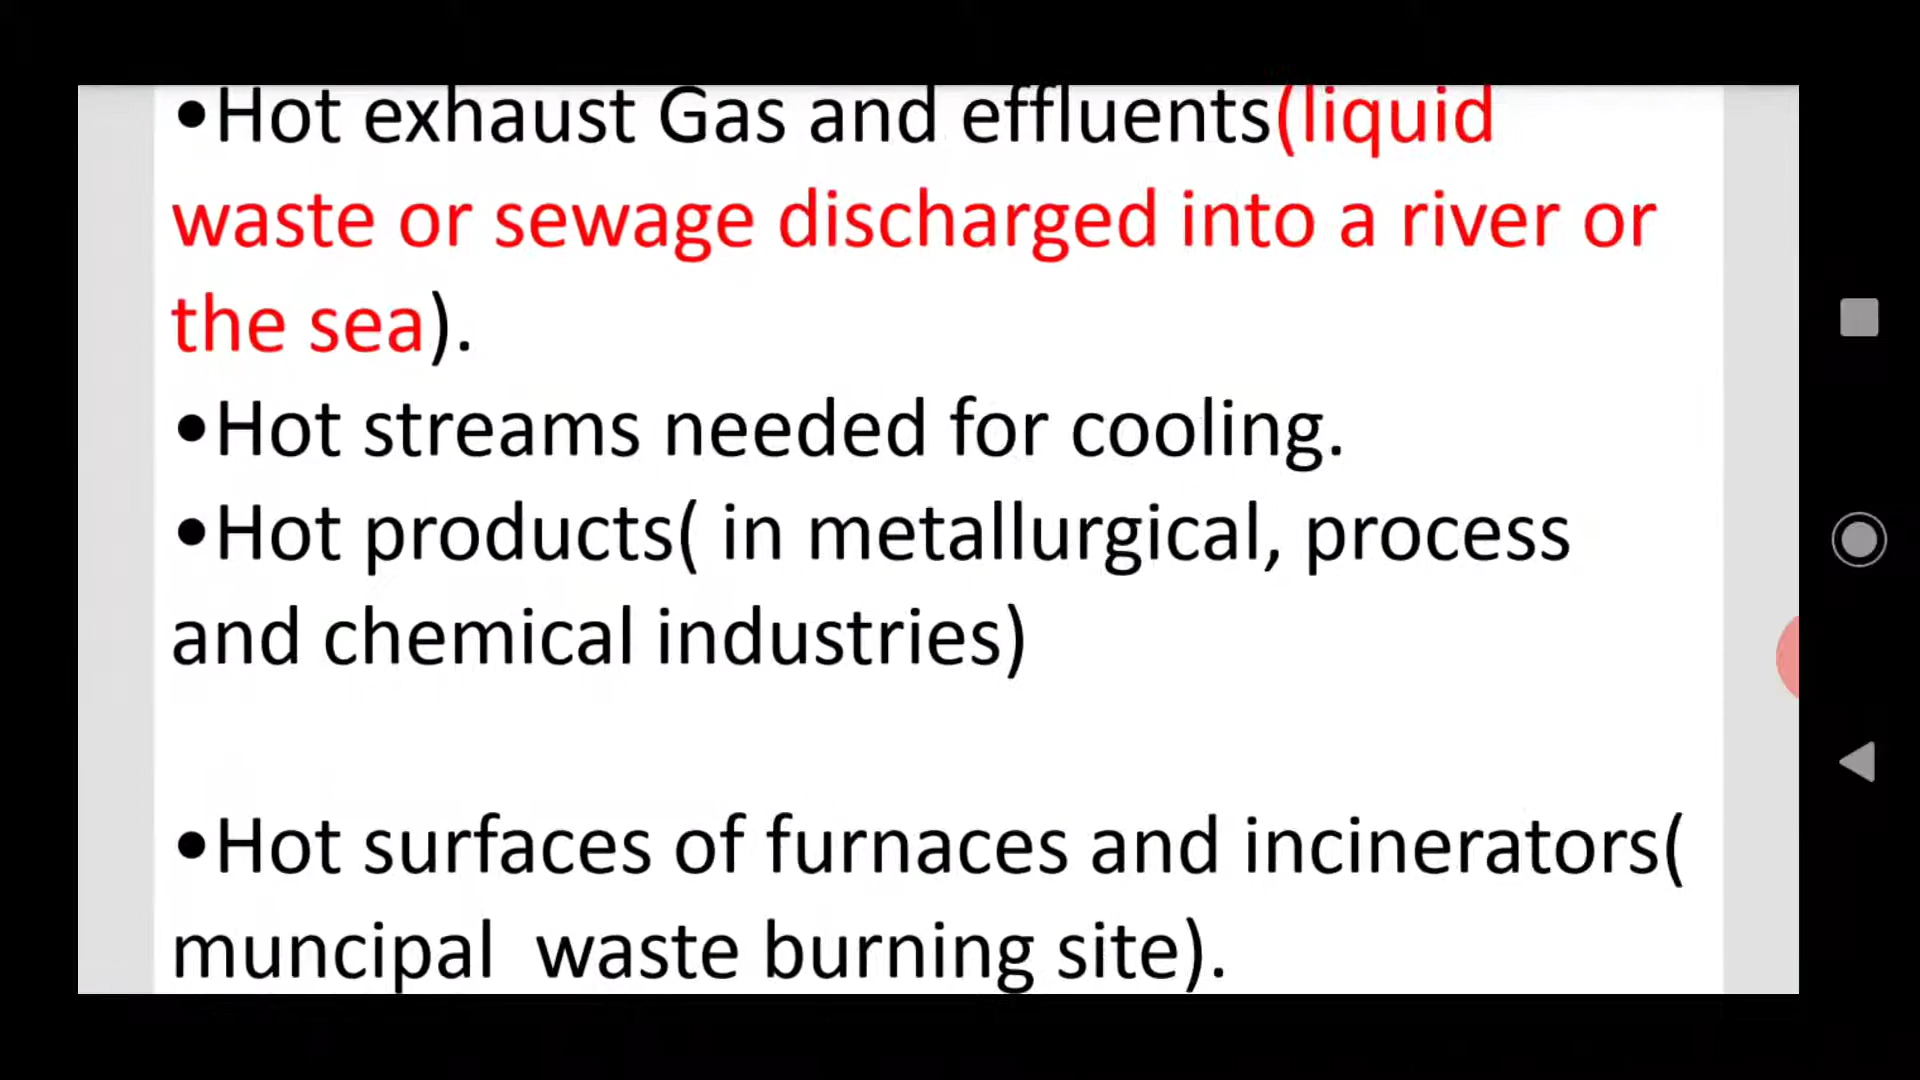 •Hot exhaust Gas and effluents(liquid
waste or sewage discharged into a river or
the sea).
•Hot streams needed for cooling.
•Hot products( in metallurgical, process
and chemical industries)
•Hot surfaces of furnaces and incinerators(
muncipal  waste burning site).